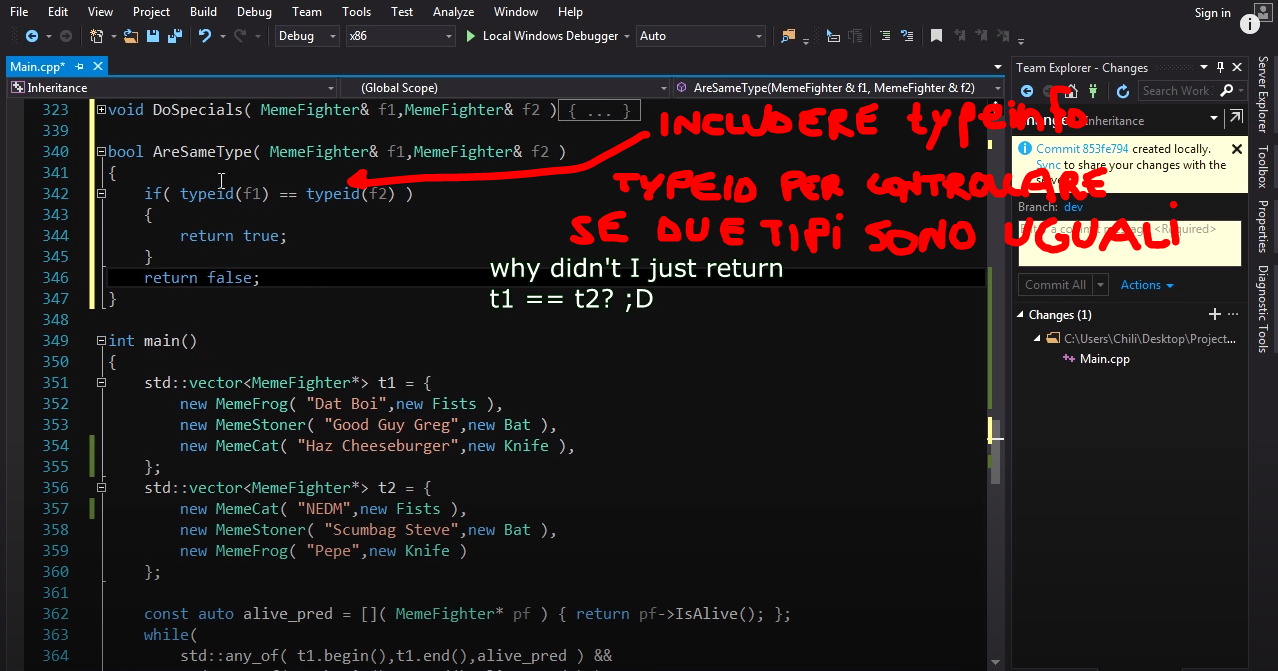 File Edit View Project Build Debug Team Tools Test Analyze Window Help
Sign in
Debug x86 Local Windows Debugger Auto
Main.cpp*
Inheritance (Global Scope) AreSameType(MemeFighter & f1, MemeFighter & f2)
323 void DoSpecials( MemeFighter& f1,MemeFighter& f2 ){ ... }
339
340 bool AreSameType( MemeFighter& f1,MemeFighter& f2 )
341 {
342 if( typeid(f1) == typeid(f2) )
343 {
344 return true;
345 }
346 return false;
347 }
348
349 int main()
350 {
351 std::vector<MemeFighter*> t1 = {
352 new MemeFrog( "Dat Boi",new Fists ),
353 new MemeStoner( "Good Guy Greg",new Bat ),
354 new MemeCat( "Haz Cheeseburger",new Knife ),
355 };
356 std::vector<MemeFighter*> t2 = {
357 new MemeCat( "NEDM",new Fists ),
358 new MemeStoner( "Scumbag Steve",new Bat ),
359 new MemeFrog( "Pepe",new Knife )
360 };
361
362 const auto alive_pred = []( MemeFighter* pf ) { return pf->IsAlive(); };
363 while(
364 std::any_of( t1.begin(),t1.end(),alive_pred ) &&
INCLUDERE typeinfo
TYPEID PER CONTROLLARE
SE DUE TIPI SONO UGUALI
why didn't I just return
t1 == t2? ;D
Team Explorer - Changes
Search Work
Inheritance
Commit 853fe794 created locally.
Sync to share your changes with the
Branch: dev
<Required>
Commit All Actions
Changes (1)
C:\Users\Chili\Desktop\Project...
Main.cpp
Server Explorer
Toolbox
Properties
Diagnostic Tools